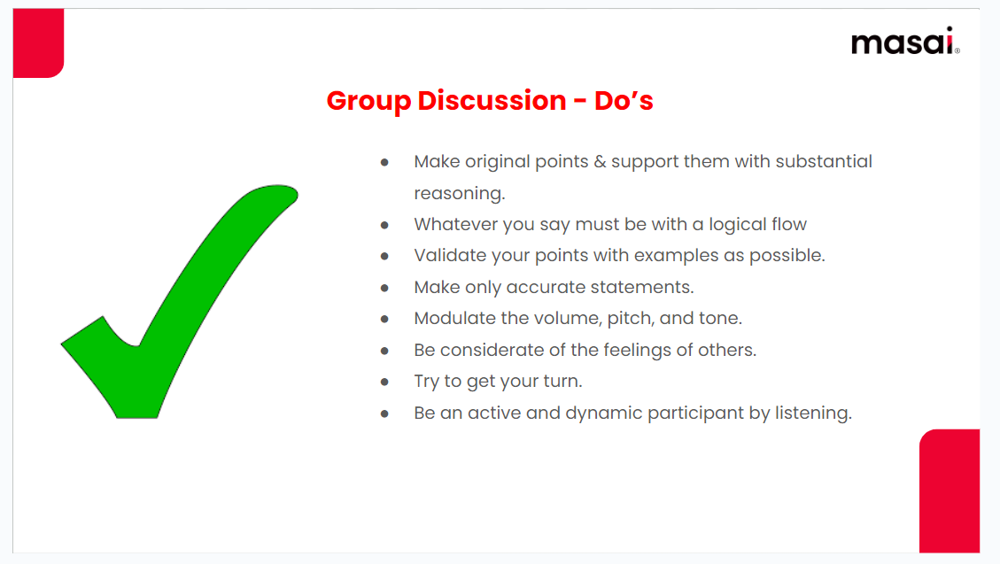 masai®
Group Discussion - Do’s
● Make original points & support them with substantial
reasoning.
● Whatever you say must be with a logical flow
● Validate your points with examples as possible.
● Make only accurate statements.
● Modulate the volume, pitch, and tone.
● Be considerate of the feelings of others.
● Try to get your turn.
● Be an active and dynamic participant by listening.